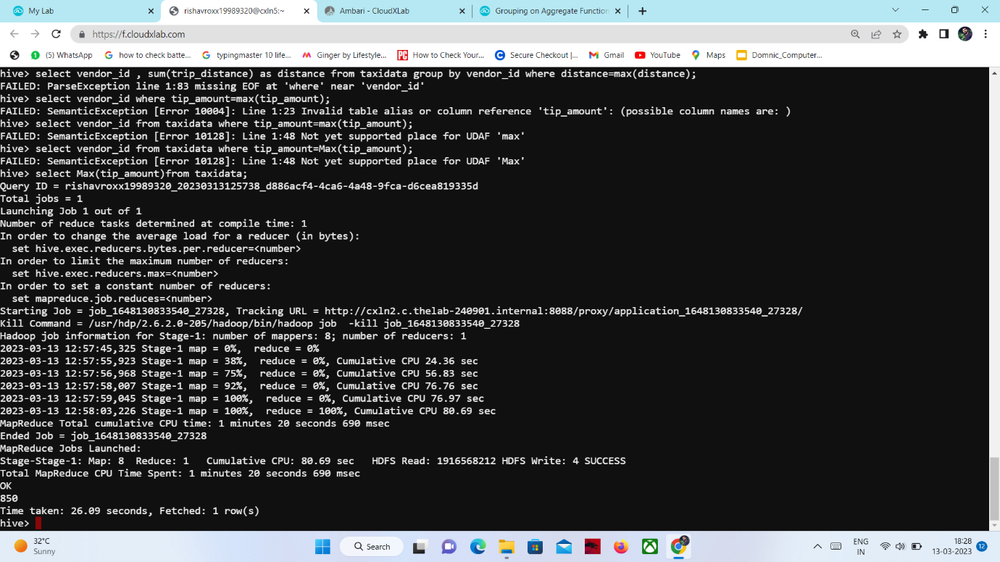 My Lab
rishavroxx19989320@cxln5:~
Ambari - CloudXLab
Grouping on Aggregate Function
https://f.cloudxlab.com
(5) WhatsApp
how to check batte...
typingmaster 10 life...
Ginger by Lifestyle...
How to Check Your...
Secure Checkout |...
Gmail
YouTube
Maps
Domnic_Computer...
hive> select vendor_id , sum(trip_distance) as distance from taxidata group by vendor_id where distance=max(distance);
FAILED: ParseException line 1:83 missing EOF at 'where' near 'vendor_id'
hive> select vendor_id where tip_amount=max(tip_amount);
FAILED: SemanticException [Error 10004]: Line 1:23 Invalid table alias or column reference 'tip_amount': (possible column names are: )
hive> select vendor_id from taxidata where tip_amount=max(tip_amount);
FAILED: SemanticException [Error 10128]: Line 1:48 Not yet supported place for UDAF 'max'
hive> select vendor_id from taxidata where tip_amount=Max(tip_amount);
FAILED: SemanticException [Error 10128]: Line 1:48 Not yet supported place for UDAF 'Max'
hive> select Max(tip_amount)from taxidata;
Query ID = rishavroxx19989320_20230313125738_d886acf4-4ca6-4a48-9fca-d6cea819335d
Total jobs = 1
Launching Job 1 out of 1
Number of reduce tasks determined at compile time: 1
In order to change the average load for a reducer (in bytes):
  set hive.exec.reducers.bytes.per.reducer=<number>
In order to limit the maximum number of reducers:
  set hive.exec.reducers.max=<number>
In order to set a constant number of reducers:
  set mapreduce.job.reduces=<number>
Starting Job = job_1648130833540_27328, Tracking URL = http://cxln2.c.thelab-240901.internal:8088/proxy/application_1648130833540_27328/
Kill Command = /usr/hdp/2.6.2.0-205/hadoop/bin/hadoop job  -kill job_1648130833540_27328
Hadoop job information for Stage-1: number of mappers: 8; number of reducers: 1
2023-03-13 12:57:45,325 Stage-1 map = 0%,  reduce = 0%
2023-03-13 12:57:55,923 Stage-1 map = 38%,  reduce = 0%, Cumulative CPU 24.36 sec
2023-03-13 12:57:56,968 Stage-1 map = 75%,  reduce = 0%, Cumulative CPU 56.83 sec
2023-03-13 12:57:58,007 Stage-1 map = 92%,  reduce = 0%, Cumulative CPU 76.76 sec
2023-03-13 12:57:59,045 Stage-1 map = 100%,  reduce = 0%, Cumulative CPU 76.97 sec
2023-03-13 12:58:03,226 Stage-1 map = 100%,  reduce = 100%, Cumulative CPU 80.69 sec
MapReduce Total cumulative CPU time: 1 minutes 20 seconds 690 msec
Ended Job = job_1648130833540_27328
MapReduce Jobs Launched:
Stage-Stage-1: Map: 8  Reduce: 1   Cumulative CPU: 80.69 sec   HDFS Read: 1916568212 HDFS Write: 4 SUCCESS
Total MapReduce CPU Time Spent: 1 minutes 20 seconds 690 msec
OK
850
Time taken: 26.09 seconds, Fetched: 1 row(s)
hive>
32°C
Sunny
Search
ENG
IN
18:28
13-03-2023
12